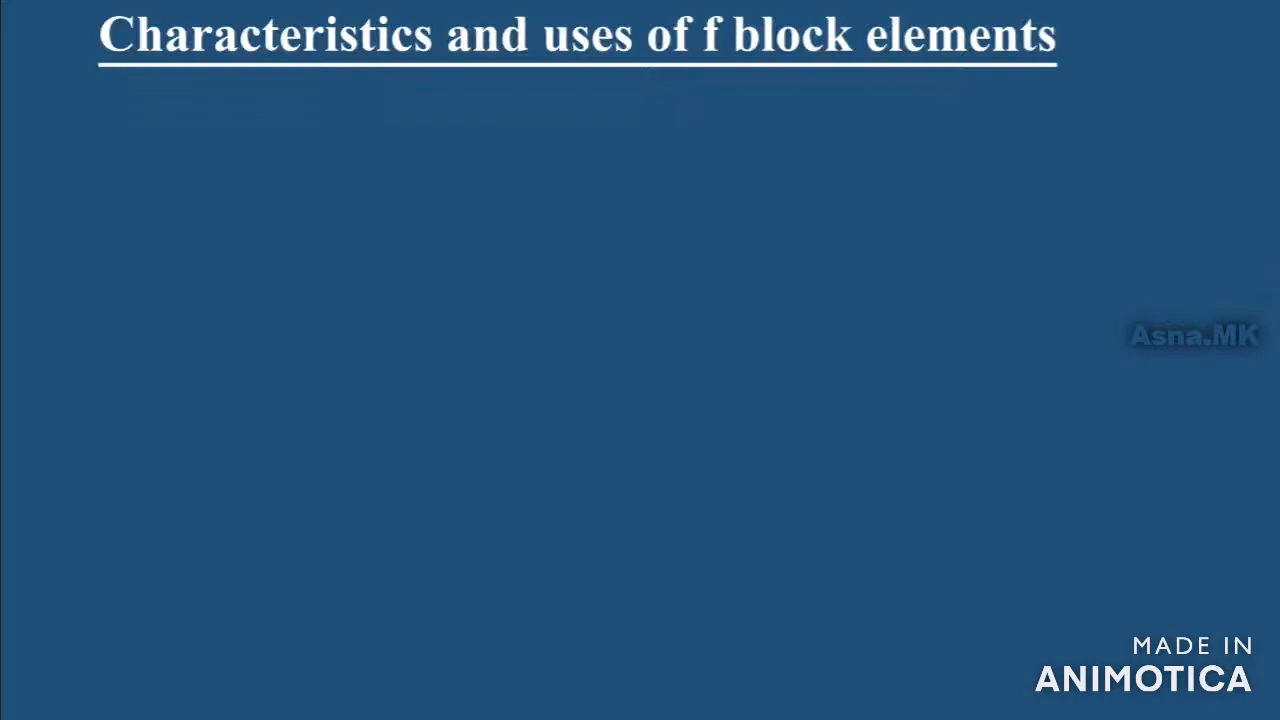 Characteristics and uses of f block elements
Asna.MK
MADE IN
ANIMOTICA